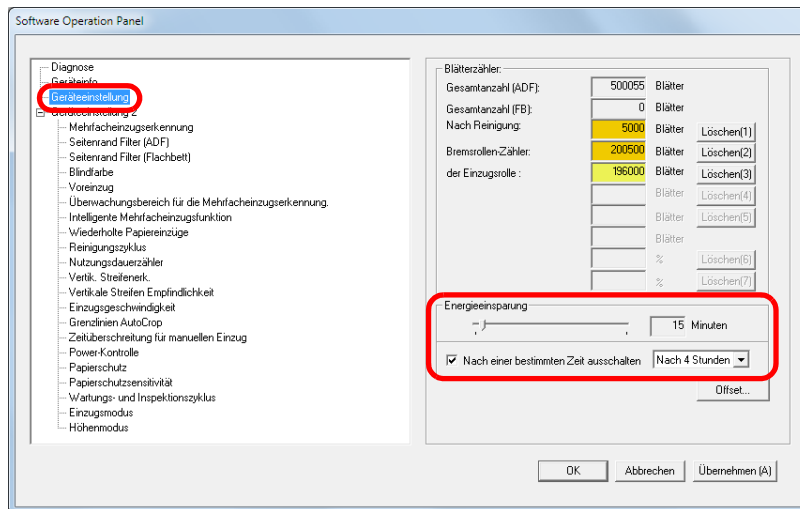 Software Operation Panel
Diagnose
Geräteinfo
Geräteeinstellung
Geräteeinstellung 2
Mehrfacheinzugserkennung
Seitenrand Filter (ADF)
Seitenrand Filter (Flachbett)
Blindfarbe
Voreinzug
Überwachungsbereich für die Mehrfacheinzugserkennung.
Intelligente Mehrfacheinzugsfunktion
Wiederholte Papiereinzüge
Reinigungszyklus
Nutzungsdauerzähler
Vertik. Streifenerk.
Vertikale Streifen Empfindlichkeit
Einzugsgeschwindigkeit
Grenzlinien AutoCrop
Zeitüberschreitung für manuellen Einzug
Power-Kontrolle
Papierschutz
Papierschutzsensitivität
Wartungs- und Inspektionszyklus
Einzugsmodus
Höhenmodus
Blätterzähler:
Gesamtanzahl (ADF): 500055 Blätter
Gesamtanzahl (FB): 0 Blätter
Nach Reinigung: 5000 Blätter Löschen(1)
Bremsrollen-Zähler: 200500 Blätter Löschen(2)
der Einzugsrolle : 196000 Blätter Löschen(3)
Blätter Löschen(4)
Blätter Löschen(5)
Blätter
% Löschen(6)
% Löschen(7)
Energieeinsparung
15 Minuten
Nach einer bestimmten Zeit ausschalten Nach 4 Stunden
Offset...
OK Abbrechen Übernehmen (A)